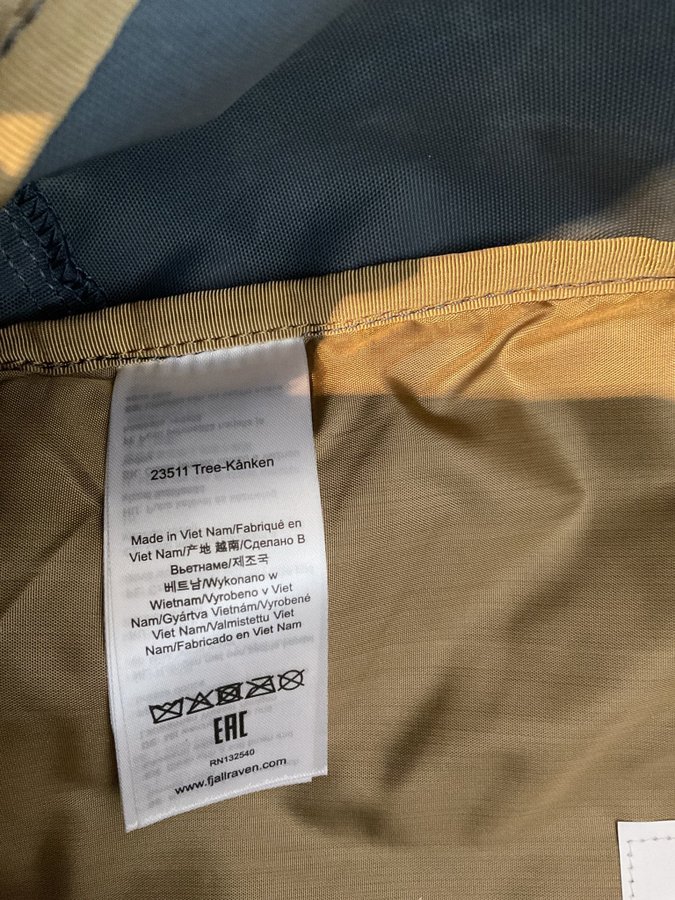 23511 Tree-Kånken
Made in Viet Nam/Fabriqué en
Viet Nam/产地 越南/Сделано В
Вьетнаме/제조국
베트남/Wykonano w
Wietnam/Vyrobeno v Viet
Nam/Gyártva Vietnám/Vyrobené
Viet Nam/Valmistettu Viet
Nam/Fabricado en Viet Nam
EAC
RN132540
www.fjallraven.com